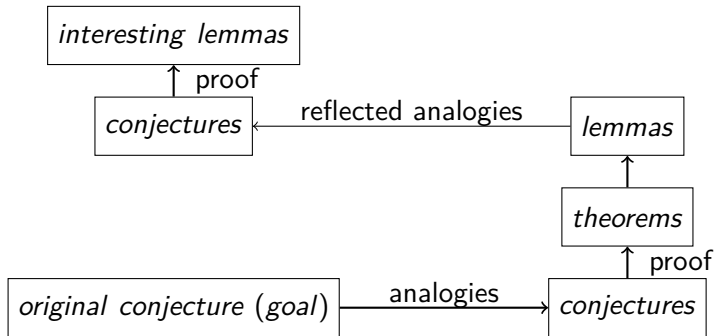 interesting lemmas
proof
conjectures
reflected analogies
lemmas
theorems
proof
original conjecture (goal)
analogies
conjectures